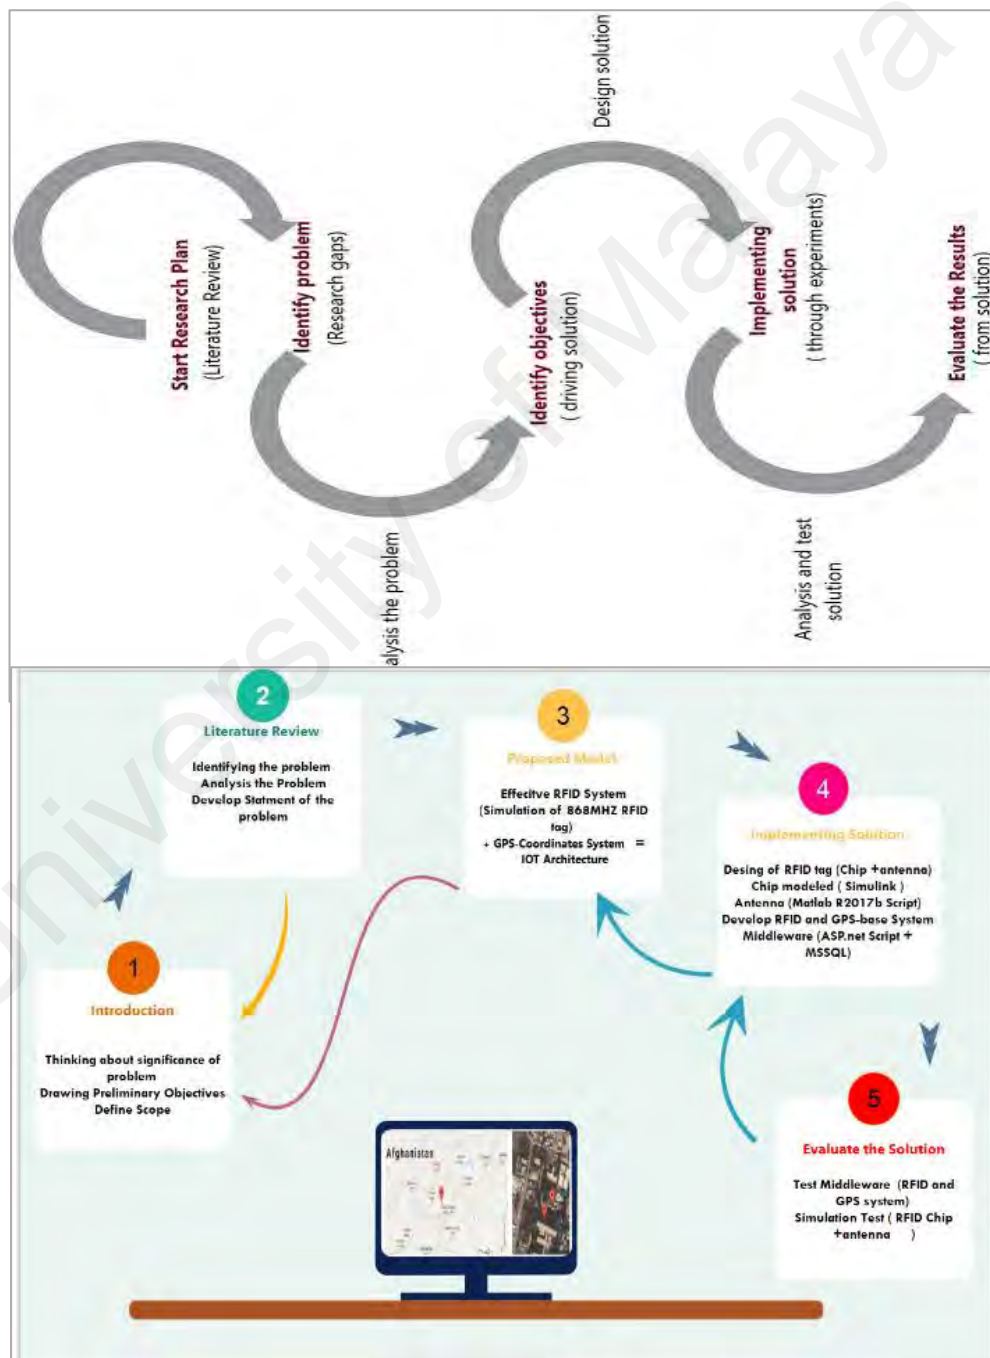 Start Research Plan
(Literature Review)
Identify problem
(Research gaps)
alysis the problem
Identify objectives
( driving solution)
Design solution
Implementing
solution
( through experiments)
Analysis and test
solution
Evaluate the Results
( from solution)
University of Malaya
2
Literature Review
Identifying the problem
Analysis the Problem
Develop Statment of the
problem
3
Proposed Model
Effecitve RFID System
(Simulation of 868MHZ RFID
tag)
+ GPS-Coordinates System =
IOT Architecture
4
Implementing Solution
Desing of RFID tag (Chip +antenna)
Chip modeled ( Simulink )
Antenna (Matlab R2017b Script)
Develop RFID and GPS-base System
Middleware (ASP.net Script +
MSSQL)
1
Introduction
Thinking about significance of
problem
Drawing Preliminary Objectives
Define Scope
5
Evaluate the Solution
Test Middleware (RFID and
GPS system)
Simulation Test ( RFID Chip
+antenna )
Afghanistan